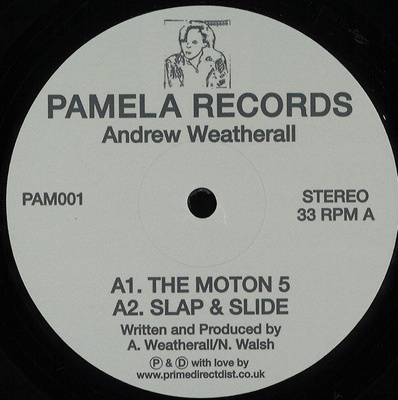 PAMELA RECORDS
Andrew Weatherall
PAM001
STEREO
33 RPM A
A1. THE MOTON 5
A2. SLAP & SLIDE
Written and Produced by
A. Weatherall/N. Walsh
Ⓟ & Ⓓ with love by
www.primedirectdist.co.uk